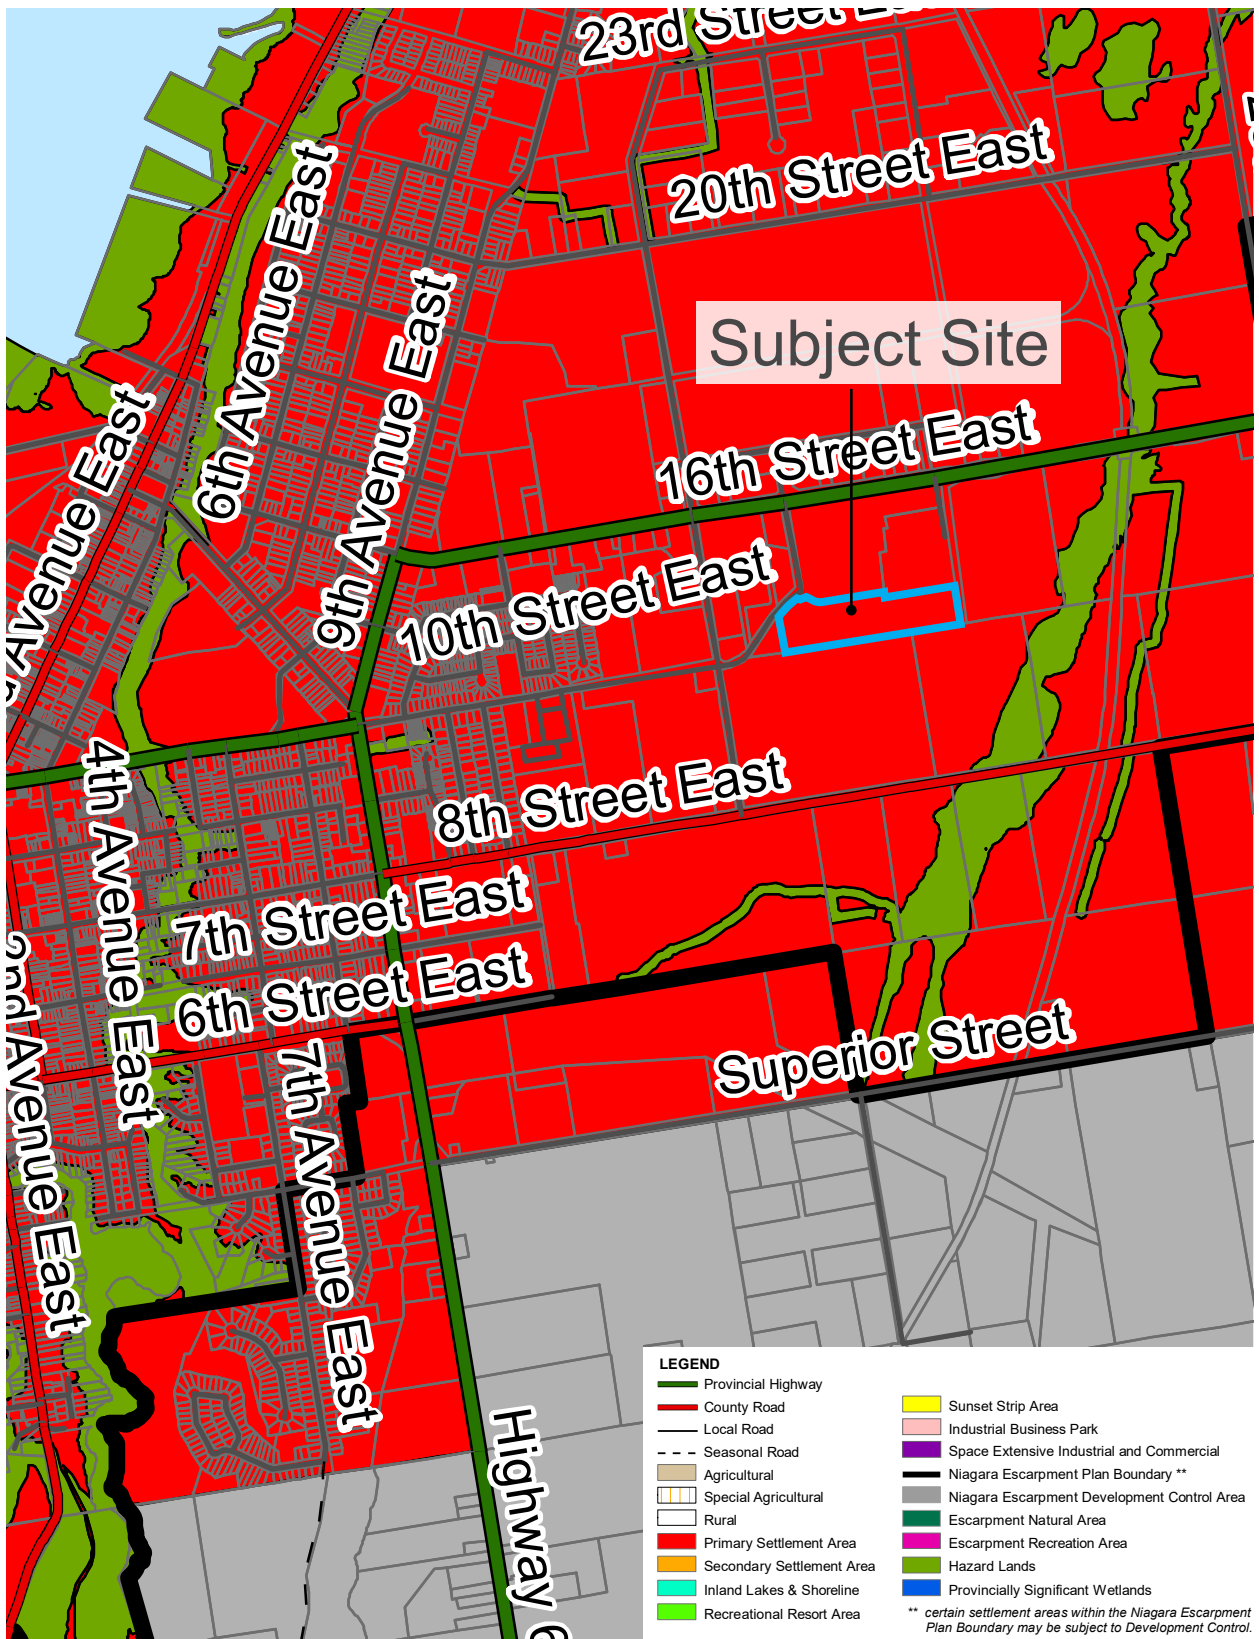 23rd Street
20th Street East
6th Avenue East
Subject Site
9th Avenue East
Avenue East
16th Street East
10th Street East
4th Avenue East
8th Street East
7th Street East
2nd Avenue East
6th Street East
Superior Street
7th Avenue East
Highway 6
LEGEND
Provincial Highway
County Road
Local Road
Seasonal Road
Agricultural
Special Agricultural
Rural
Primary Settlement Area
Secondary Settlement Area
Inland Lakes & Shoreline
Recreational Resort Area
Sunset Strip Area
Industrial Business Park
Space Extensive Industrial and Commercial
Niagara Escarpment Plan Boundary **
Niagara Escarpment Development Control Area
Escarpment Natural Area
Escarpment Recreation Area
Hazard Lands
Provincially Significant Wetlands
** certain settlement areas within the Niagara Escarpment
Plan Boundary may be subject to Development Control.